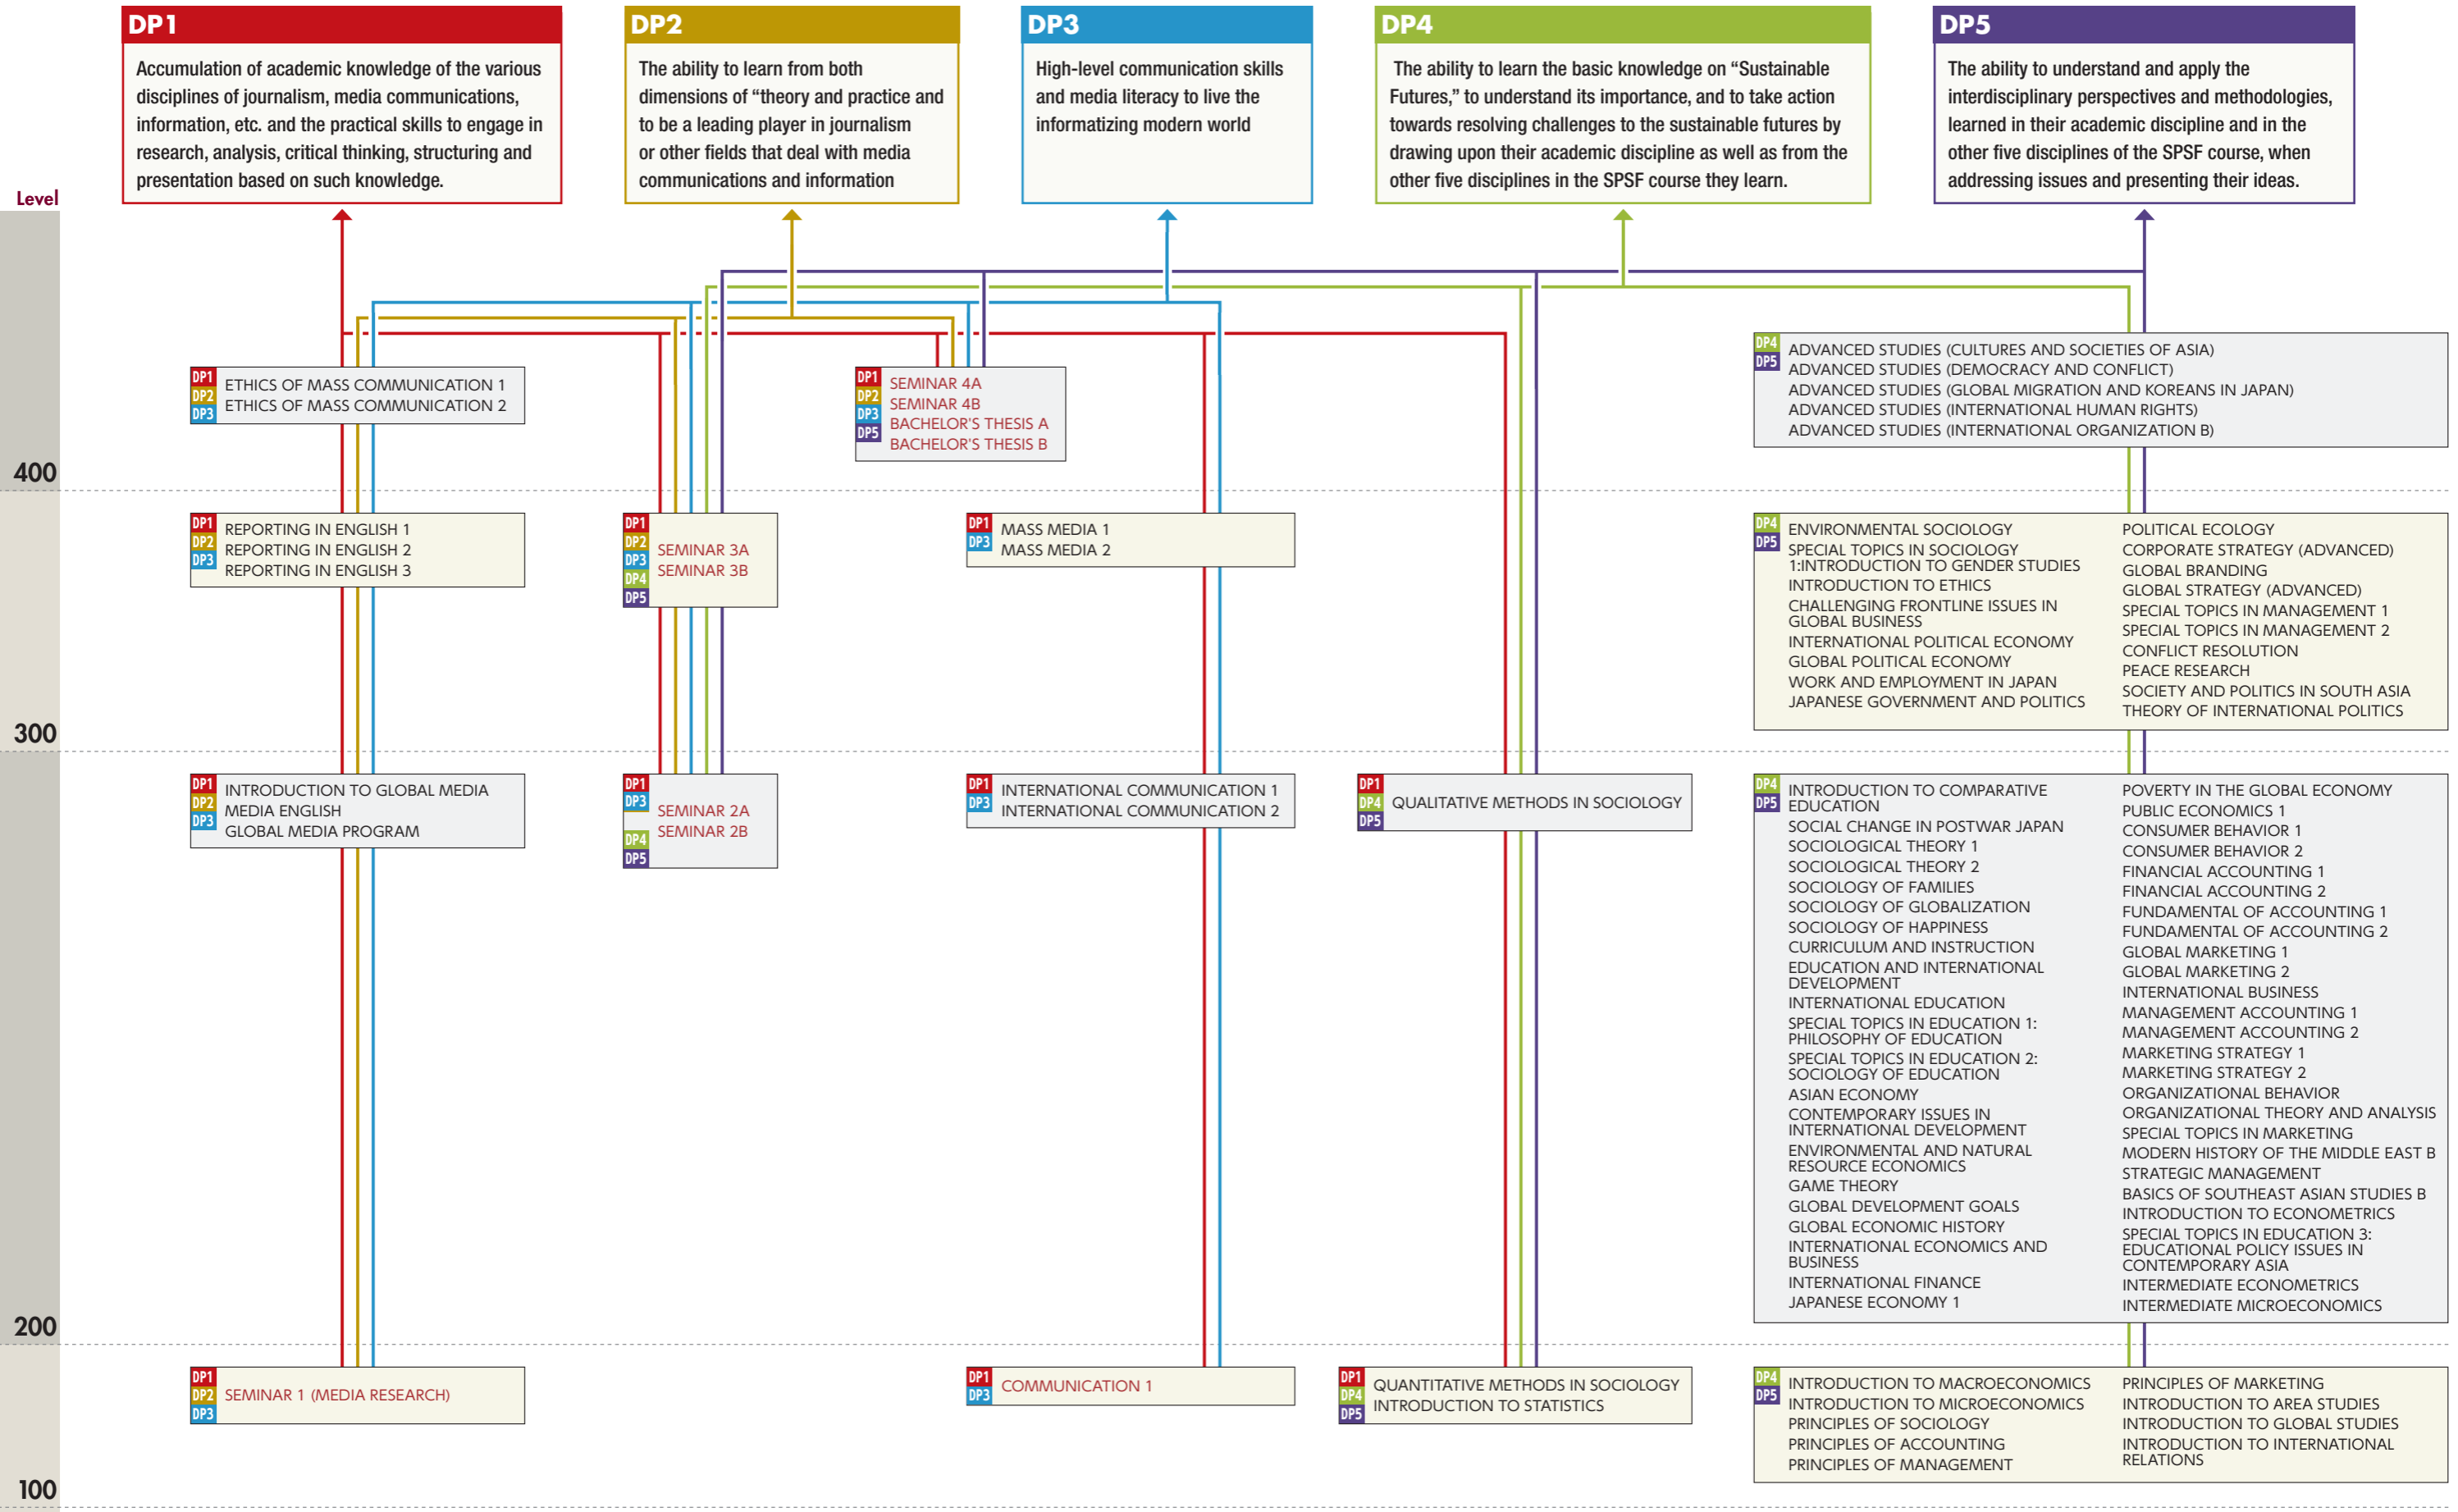 DP1
Accumulation of academic knowledge of the various
disciplines of journalism, media communications,
information, etc. and the practical skills to engage in
research, analysis, critical thinking, structuring and
presentation based on such knowledge.
DP2
The ability to learn from both
dimensions of “theory and practice and
to be a leading player in journalism
or other fields that deal with media
communications and information
DP3
High-level communication skills
and media literacy to live the
informatizing modern world
DP4
The ability to learn the basic knowledge on “Sustainable
Futures,” to understand its importance, and to take action
towards resolving challenges to the sustainable futures by
drawing upon their academic discipline as well as from the
other five disciplines in the SPSF course they learn.
DP5
The ability to understand and apply the
interdisciplinary perspectives and methodologies,
learned in their academic discipline and in the
other five disciplines of the SPSF course, when
addressing issues and presenting their ideas.
Level
DP1
DP2
DP3
ETHICS OF MASS COMMUNICATION 1
ETHICS OF MASS COMMUNICATION 2
DP1
DP2
DP3
DP5
SEMINAR 4A
SEMINAR 4B
BACHELOR'S THESIS A
BACHELOR'S THESIS B
DP4
DP5
ADVANCED STUDIES (CULTURES AND SOCIETIES OF ASIA)
ADVANCED STUDIES (DEMOCRACY AND CONFLICT)
ADVANCED STUDIES (GLOBAL MIGRATION AND KOREANS IN JAPAN)
ADVANCED STUDIES (INTERNATIONAL HUMAN RIGHTS)
ADVANCED STUDIES (INTERNATIONAL ORGANIZATION B)
400
DP1
DP2
DP3
REPORTING IN ENGLISH 1
REPORTING IN ENGLISH 2
REPORTING IN ENGLISH 3
DP1
DP2
DP3
DP4
DP5
SEMINAR 3A
SEMINAR 3B
DP1
DP3
MASS MEDIA 1
MASS MEDIA 2
DP4
DP5
ENVIRONMENTAL SOCIOLOGY
SPECIAL TOPICS IN SOCIOLOGY
1:INTRODUCTION TO GENDER STUDIES
INTRODUCTION TO ETHICS
CHALLENGING FRONTLINE ISSUES IN
GLOBAL BUSINESS
INTERNATIONAL POLITICAL ECONOMY
GLOBAL POLITICAL ECONOMY
WORK AND EMPLOYMENT IN JAPAN
JAPANESE GOVERNMENT AND POLITICS
POLITICAL ECOLOGY
CORPORATE STRATEGY (ADVANCED)
GLOBAL BRANDING
GLOBAL STRATEGY (ADVANCED)
SPECIAL TOPICS IN MANAGEMENT 1
SPECIAL TOPICS IN MANAGEMENT 2
CONFLICT RESOLUTION
PEACE RESEARCH
SOCIETY AND POLITICS IN SOUTH ASIA
THEORY OF INTERNATIONAL POLITICS
300
DP1
DP2
DP3
INTRODUCTION TO GLOBAL MEDIA
MEDIA ENGLISH
GLOBAL MEDIA PROGRAM
DP1
DP3
DP4
DP5
SEMINAR 2A
SEMINAR 2B
DP1
DP3
INTERNATIONAL COMMUNICATION 1
INTERNATIONAL COMMUNICATION 2
DP1
DP4
DP5
QUALITATIVE METHODS IN SOCIOLOGY
DP4
DP5
INTRODUCTION TO COMPARATIVE
EDUCATION
SOCIAL CHANGE IN POSTWAR JAPAN
SOCIOLOGICAL THEORY 1
SOCIOLOGICAL THEORY 2
SOCIOLOGY OF FAMILIES
SOCIOLOGY OF GLOBALIZATION
SOCIOLOGY OF HAPPINESS
CURRICULUM AND INSTRUCTION
EDUCATION AND INTERNATIONAL
DEVELOPMENT
INTERNATIONAL EDUCATION
SPECIAL TOPICS IN EDUCATION 1:
PHILOSOPHY OF EDUCATION
SPECIAL TOPICS IN EDUCATION 2:
SOCIOLOGY OF EDUCATION
ASIAN ECONOMY
CONTEMPORARY ISSUES IN
INTERNATIONAL DEVELOPMENT
ENVIRONMENTAL AND NATURAL
RESOURCE ECONOMICS
GAME THEORY
GLOBAL DEVELOPMENT GOALS
GLOBAL ECONOMIC HISTORY
INTERNATIONAL ECONOMICS AND
BUSINESS
INTERNATIONAL FINANCE
JAPANESE ECONOMY 1
POVERTY IN THE GLOBAL ECONOMY
PUBLIC ECONOMICS 1
CONSUMER BEHAVIOR 1
CONSUMER BEHAVIOR 2
FINANCIAL ACCOUNTING 1
FINANCIAL ACCOUNTING 2
FUNDAMENTAL OF ACCOUNTING 1
FUNDAMENTAL OF ACCOUNTING 2
GLOBAL MARKETING 1
GLOBAL MARKETING 2
INTERNATIONAL BUSINESS
MANAGEMENT ACCOUNTING 1
MANAGEMENT ACCOUNTING 2
MARKETING STRATEGY 1
MARKETING STRATEGY 2
ORGANIZATIONAL BEHAVIOR
ORGANIZATIONAL THEORY AND ANALYSIS
SPECIAL TOPICS IN MARKETING
MODERN HISTORY OF THE MIDDLE EAST B
STRATEGIC MANAGEMENT
BASICS OF SOUTHEAST ASIAN STUDIES B
INTRODUCTION TO ECONOMETRICS
SPECIAL TOPICS IN EDUCATION 3:
EDUCATIONAL POLICY ISSUES IN
CONTEMPORARY ASIA
INTERMEDIATE ECONOMETRICS
INTERMEDIATE MICROECONOMICS
200
DP1
DP2
DP3
SEMINAR 1 (MEDIA RESEARCH)
DP1
DP3
COMMUNICATION 1
DP1
DP4
DP5
QUANTITATIVE METHODS IN SOCIOLOGY
INTRODUCTION TO STATISTICS
DP4
DP5
INTRODUCTION TO MACROECONOMICS
INTRODUCTION TO MICROECONOMICS
PRINCIPLES OF SOCIOLOGY
PRINCIPLES OF ACCOUNTING
PRINCIPLES OF MANAGEMENT
PRINCIPLES OF MARKETING
INTRODUCTION TO AREA STUDIES
INTRODUCTION TO GLOBAL STUDIES
INTRODUCTION TO INTERNATIONAL
RELATIONS
100